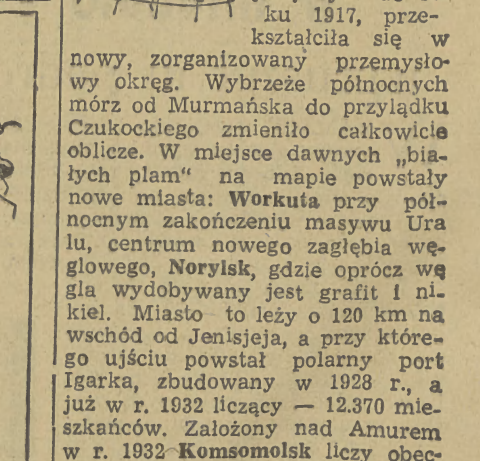 ku 1917, prze-
kształciła się w
nowy, zorganizowany przemysło-
wy okręg. Wybrzeże północnych
mórz od Murmańska do przylądku
Czukockiego zmieniło całkowicie
oblicze. W miejsce dawnych „bia-
łych plam“ na mapie powstały
nowe miasta: Workuta przy pół-
nocnym zakończeniu masywu Ura
lu, centrum nowego zagłębia wę-
glowego, Norylsk, gdzie oprócz wę
gla wydobywany jest grafit i ni-
kiel. Miasto to leży o 120 km na
wschód od Jenisjeja, a przy które-
go ujściu powstał polarny port
Igarka, zbudowany w 1928 r., a
już w r. 1932 liczący — 12.370 mie-
szkańców. Założony nad Amurem
w r. 1932 Komsomolsk liczy obec-